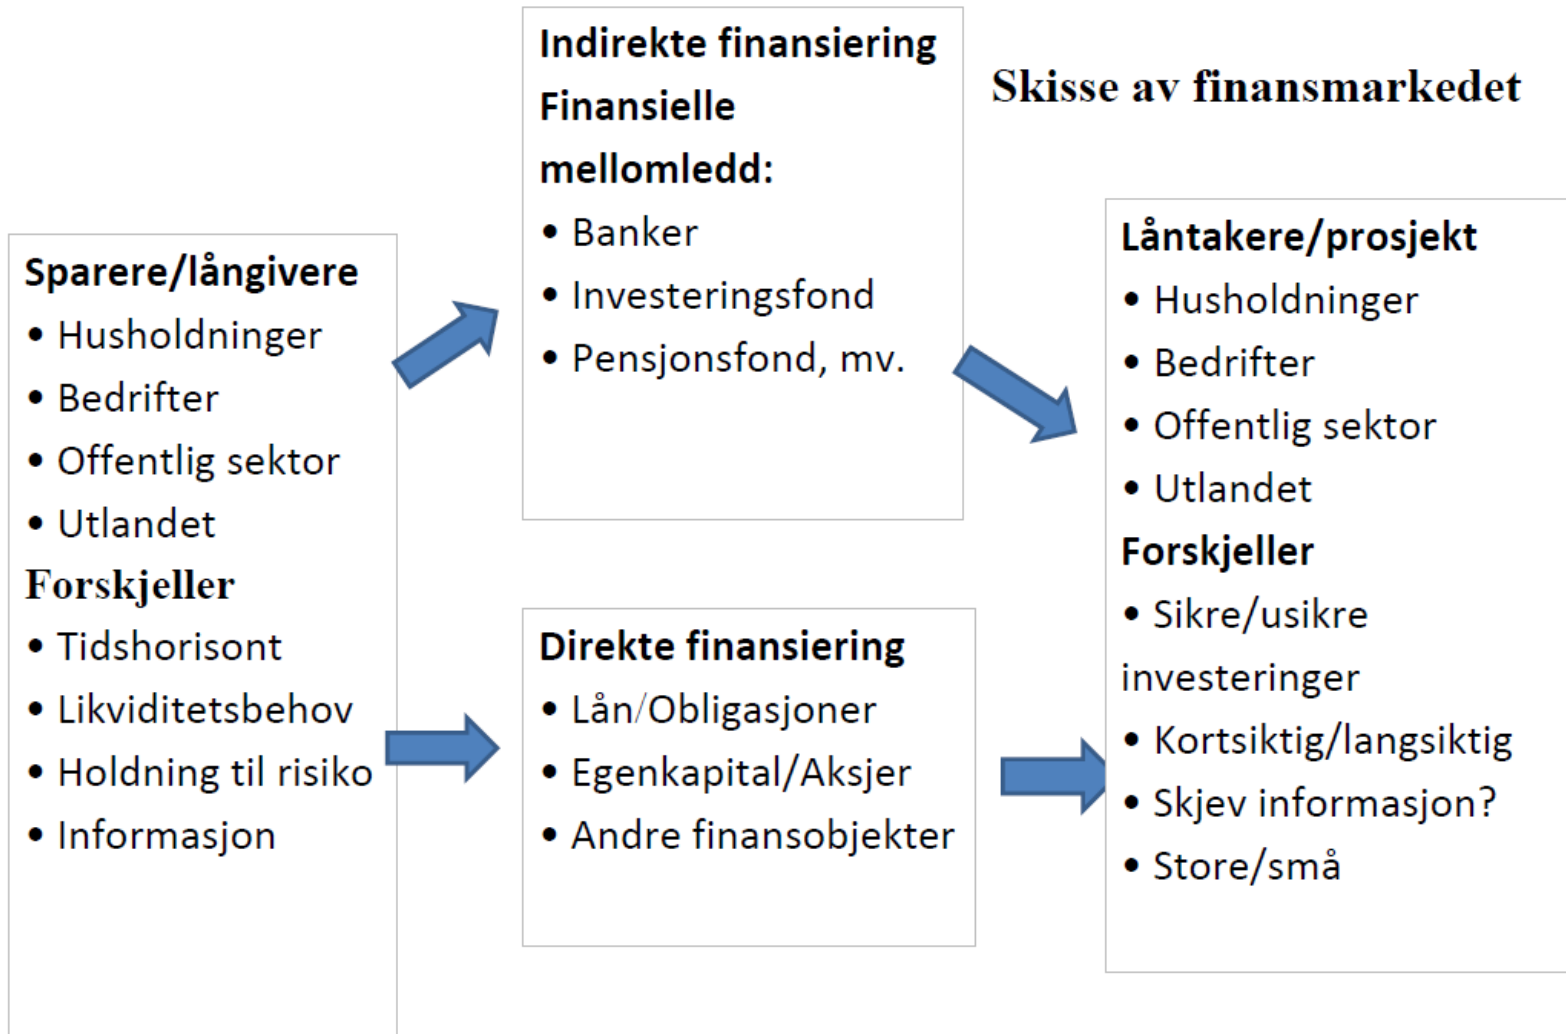 Skisse av finansmarkedet
Sparere/långivere
• Husholdninger
• Bedrifter
• Offentlig sektor
• Utlandet
Forskjeller
• Tidshorisont
• Likviditetsbehov
• Holdning til risiko
• Informasjon
Indirekte finansiering
Finansielle
mellomledd:
• Banker
• Investeringsfond
• Pensjonsfond, mv.
Direkte finansiering
• Lån/Obligasjoner
• Egenkapital/Aksjer
• Andre finansobjekter
Låntakere/prosjekt
• Husholdninger
• Bedrifter
• Offentlig sektor
• Utlandet
Forskjeller
• Sikre/usikre
investeringer
• Kortsiktig/langsiktig
• Skjev informasjon?
• Store/små